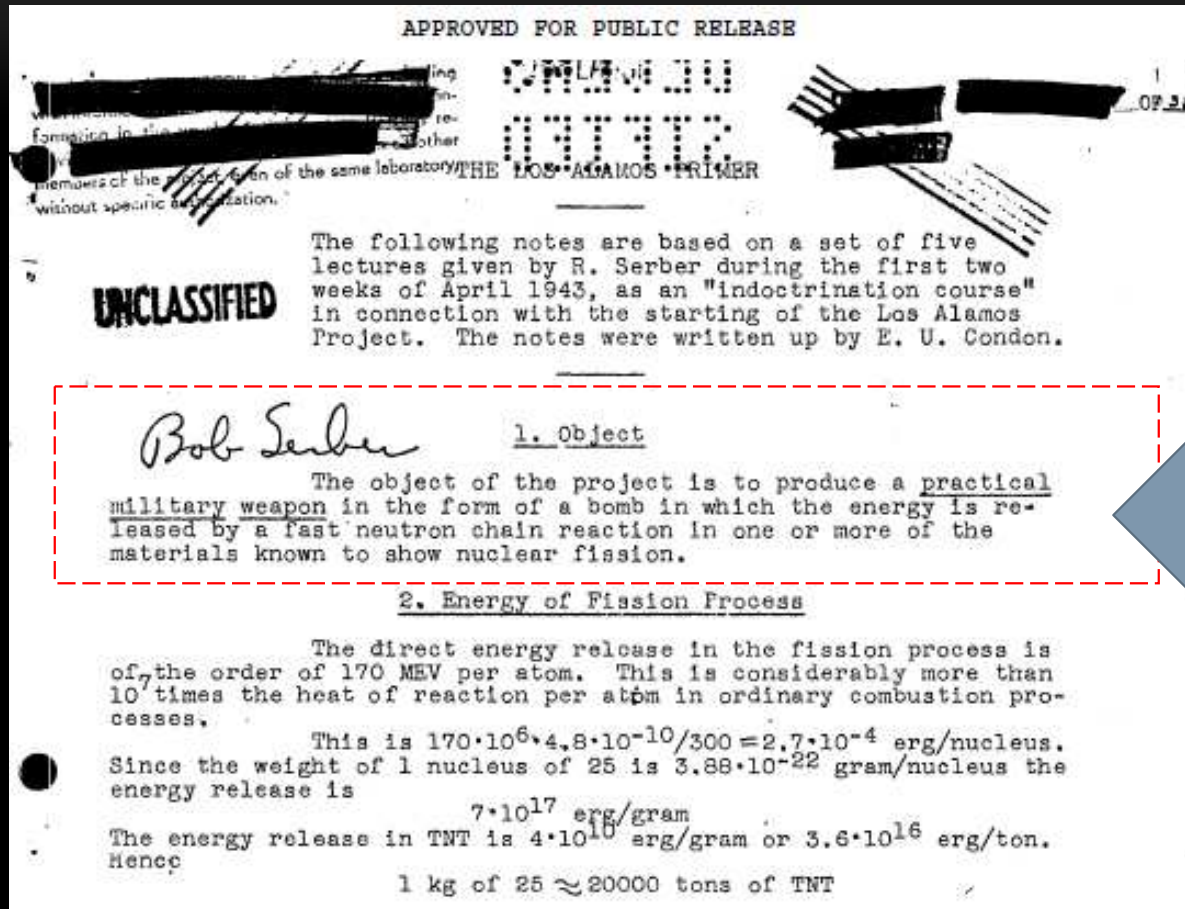 APPROVED FOR PUBLIC RELEASE
formation in the
re-
other
members of the
even of the same laboratory
without specific
THE LOS ALAMOS PRIMER
The following notes are based on a set of five
lectures given by R. Serber during the first two
weeks of April 1943, as an "indoctrination course"
in connection with the starting of the Los Alamos
Project. The notes were written up by E. U. Condon.
UNCLASSIFIED
Bob Serber
1. Object
The object of the project is to produce a practical
military weapon in the form of a bomb in which the energy is re-
leased by a fast neutron chain reaction in one or more of the
materials known to show nuclear fission.
2. Energy of Fission Process
The direct energy release in the fission process is
of the order of 170 MEV per atom. This is considerably more than
10⁷ times the heat of reaction per atom in ordinary combustion pro-
cesses.
This is 170·10⁶·4.8·10⁻¹⁰/300 = 2.7·10⁻⁴ erg/nucleus.
Since the weight of 1 nucleus of 25 is 3.88·10⁻²² gram/nucleus the
energy release is
7·10¹⁷ erg/gram
The energy release in TNT is 4·10¹⁰ erg/gram or 3.6·10¹⁶ erg/ton.
Hence
1 kg of 25 ≈ 20000 tons of TNT